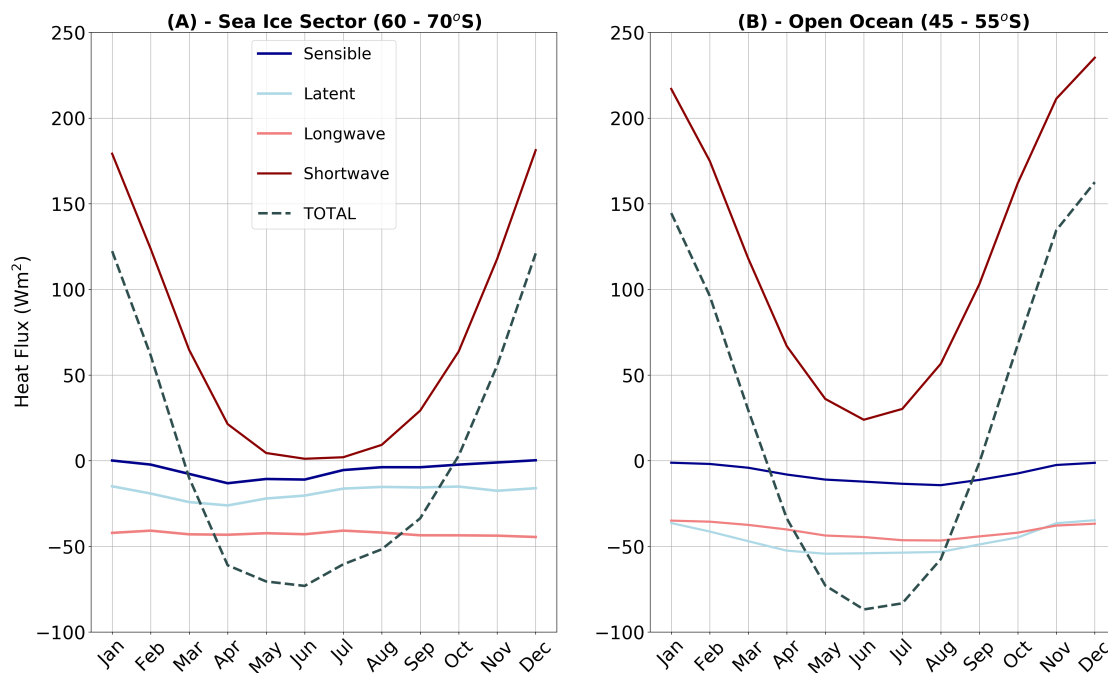 (A) - Sea Ice Sector (60 - 70°S)
250
200
150
100
50
0
−50
−100
Heat Flux (Wm²)
Sensible
Latent
Longwave
Shortwave
TOTAL
Jan Feb Mar Apr May Jun Jul Aug Sep Oct Nov Dec
(B) - Open Ocean (45 - 55°S)
250
200
150
100
50
0
−50
−100
Jan Feb Mar Apr May Jun Jul Aug Sep Oct Nov Dec